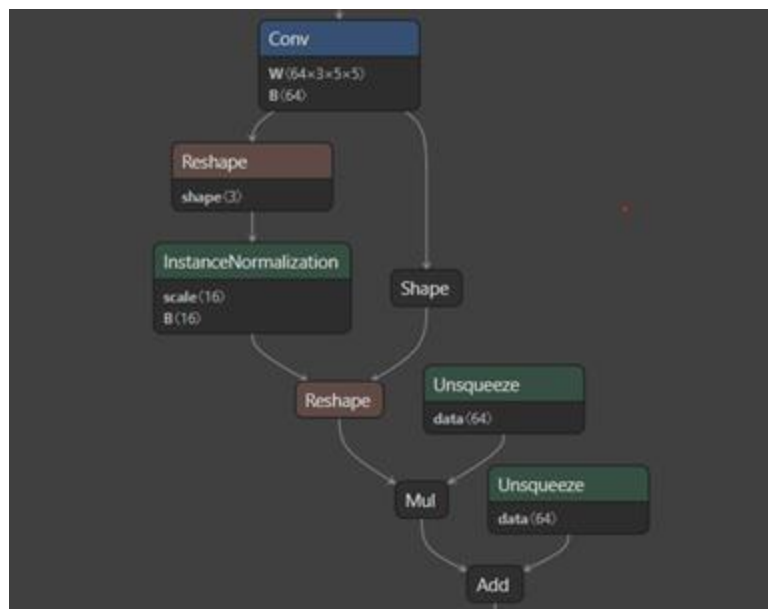 Conv
W⟨64×3×5×5⟩
B⟨64⟩
Reshape
shape⟨3⟩
InstanceNormalization
scale⟨16⟩
B⟨16⟩
Shape
Reshape
Unsqueeze
data⟨64⟩
Mul
Unsqueeze
data⟨64⟩
Add